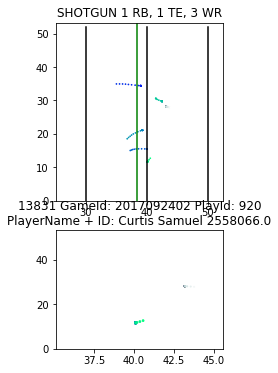 SHOTGUN 1 RB, 1 TE, 3 WR
50
40
30
20
10
0
30 40 50
13831 GameId: 2017092402 PlayId: 920
PlayerName + ID: Curtis Samuel 2558066.0
40
20
0
37.5 40.0 42.5 45.0